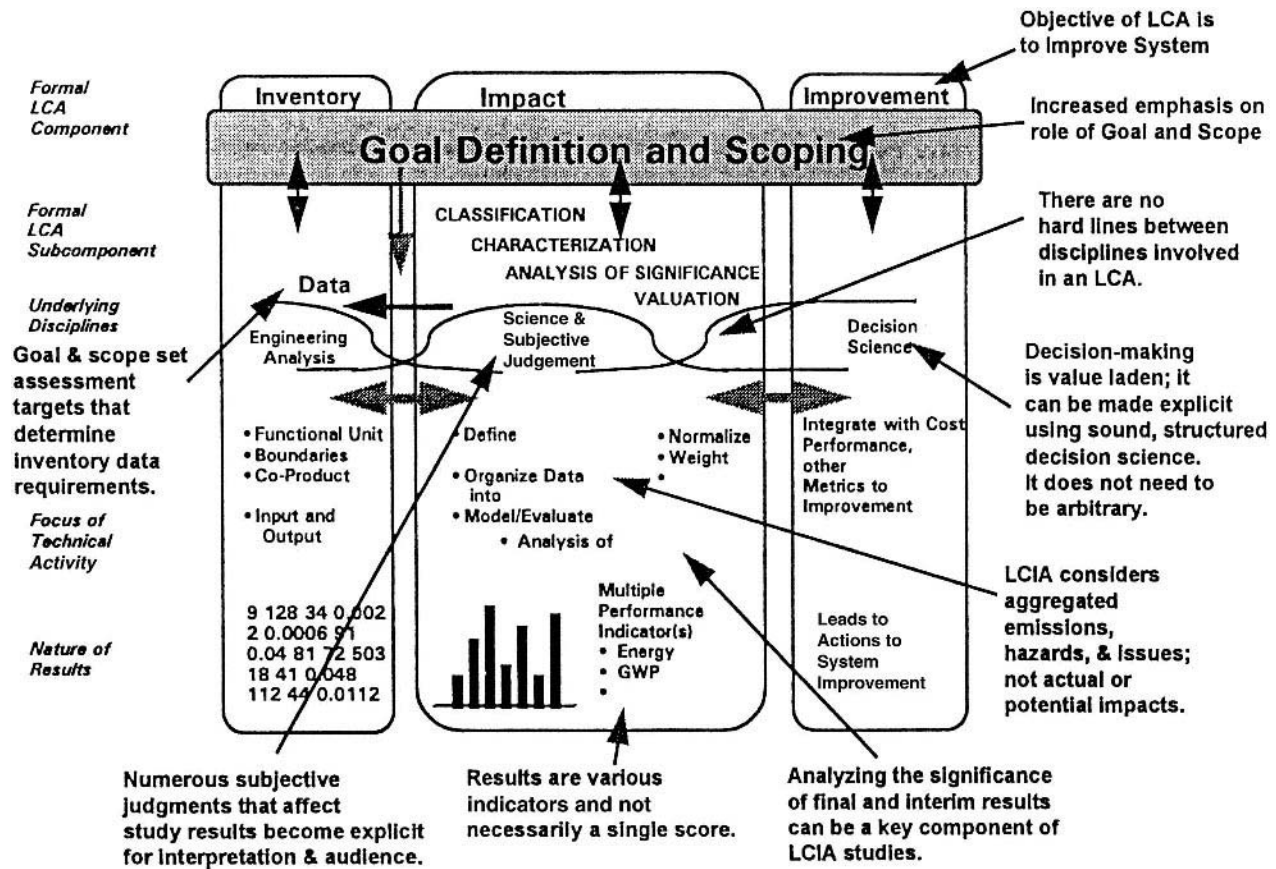 Objective of LCA is
to Improve System
Formal
LCA
Component
Inventory
Impact
Improvement
Increased emphasis on
role of Goal and Scope
Goal Definition and Scoping
Formal
LCA
Subcomponent
CLASSIFICATION
CHARACTERIZATION
ANALYSIS OF SIGNIFICANCE
VALUATION
There are no
hard lines between
disciplines involved
in an LCA.
Data
Underlying
Disciplines
Engineering
Analysis
Science &
Subjective
Judgement
Decision
Science
Goal & scope set
assessment
targets that
determine
inventory data
requirements.
Decision-making
is value laden; it
can be made explicit
using sound, structured
decision science.
It does not need to
be arbitrary.
• Functional Unit
• Boundaries
• Co-Product
• Input and
Output
• Define
• Organize Data
into
• Model/Evaluate
• Analysis of
• Normalize
• Weight
•
Integrate with Cost
Performance,
other
Metrics to
Improvement
Focus of
Technical
Activity
LCIA considers
aggregated
emissions,
hazards, & issues;
not actual or
potential impacts.
Nature of
Results
9 128 34 0.002
2 0.0006 91
0.04 81 72 503
18 41 0.048
112 44 0.0112
Multiple
Performance
Indicator(s)
• Energy
• GWP
•
Leads to
Actions to
System
Improvement
Numerous subjective
judgments that affect
study results become explicit
for interpretation & audience.
Results are various
indicators and not
necessarily a single score.
Analyzing the significance
of final and interim results
can be a key component of
LCIA studies.